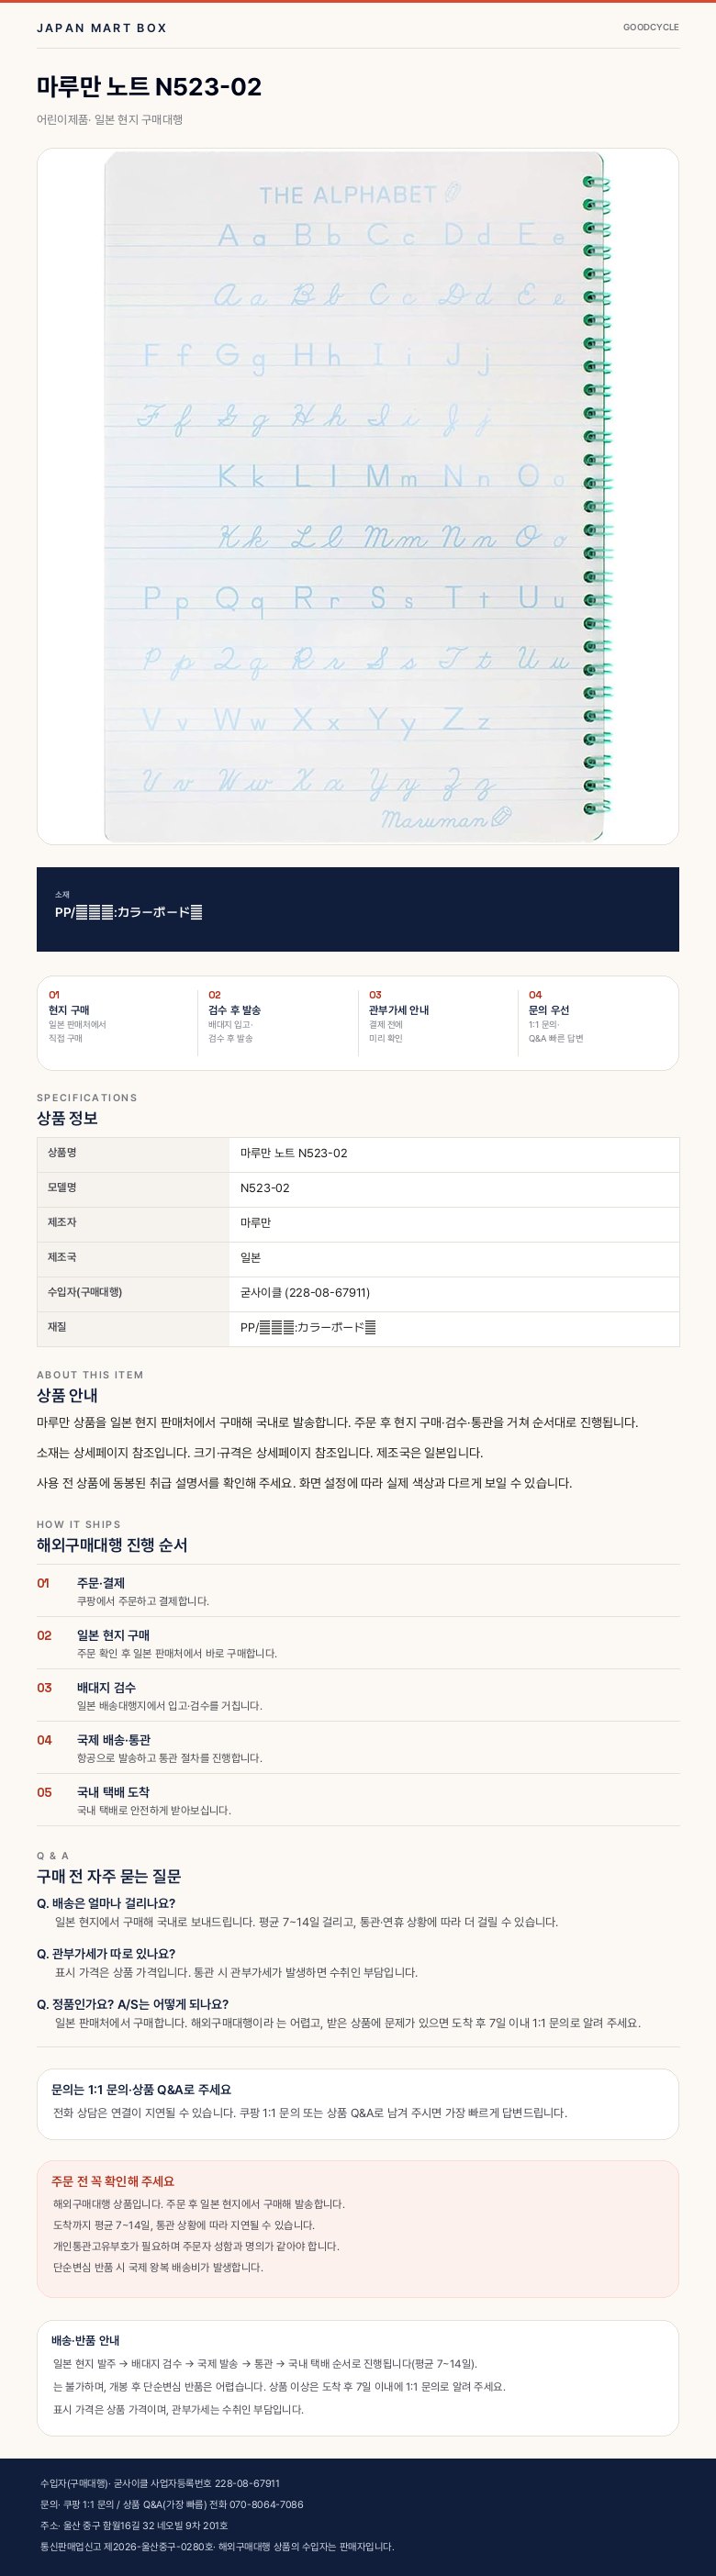 JAPAN MART BOX
GOODCYCLE
마루만 노트 N523-02
어린이제품· 일본 현지 구매대행
THE ALPHABET
A a B b C c D d E e
A a B b C c D d E e
F f G g H h I i J j
F f G g H h I i J j
K k L l M m N n O o
K k L l M m N n O o
P p Q q R r S s T t U u
P p Q q R r S s T t U u
V v W w X x Y y Z z
V v W w X x Y y Z z
Maruman
소재
PP/:カラーボード
01
현지 구매
일본 판매처에서
직접 구매
02
검수 후 발송
배대지 입고·
검수 후 발송
03
관부가세 안내
결제 전에
미리 확인
04
문의 우선
1:1 문의·
Q&A 빠른 답변
SPECIFICATIONS
상품 정보
상품명 마루만 노트 N523-02
모델명 N523-02
제조자 마루만
제조국 일본
수입자(구매대행) 굳사이클 (228-08-67911)
재질 PP/:カラーボード
ABOUT THIS ITEM
상품 안내
마루만 상품을 일본 현지 판매처에서 구매해 국내로 발송합니다. 주문 후 현지 구매·검수·통관을 거쳐 순서대로 진행됩니다.
소재는 상세페이지 참조입니다. 크기·규격은 상세페이지 참조입니다. 제조국은 일본입니다.
사용 전 상품에 동봉된 취급 설명서를 확인해 주세요. 화면 설정에 따라 실제 색상과 다르게 보일 수 있습니다.
HOW IT SHIPS
해외구매대행 진행 순서
01 주문·결제
쿠팡에서 주문하고 결제합니다.
02 일본 현지 구매
주문 확인 후 일본 판매처에서 바로 구매합니다.
03 배대지 검수
일본 배송대행지에서 입고·검수를 거칩니다.
04 국제 배송·통관
항공으로 발송하고 통관 절차를 진행합니다.
05 국내 택배 도착
국내 택배로 안전하게 받아보십니다.
Q & A
구매 전 자주 묻는 질문
Q. 배송은 얼마나 걸리나요?
일본 현지에서 구매해 국내로 보내드립니다. 평균 7~14일 걸리고, 통관·연휴 상황에 따라 더 걸릴 수 있습니다.
Q. 관부가세가 따로 있나요?
표시 가격은 상품 가격입니다. 통관 시 관부가세가 발생하면 수취인 부담입니다.
Q. 정품인가요? A/S는 어떻게 되나요?
일본 판매처에서 구매합니다. 해외구매대행이라 는 어렵고, 받은 상품에 문제가 있으면 도착 후 7일 이내 1:1 문의로 알려 주세요.
문의는 1:1 문의·상품 Q&A로 주세요
전화 상담은 연결이 지연될 수 있습니다. 쿠팡 1:1 문의 또는 상품 Q&A로 남겨 주시면 가장 빠르게 답변드립니다.
주문 전 꼭 확인해 주세요
해외구매대행 상품입니다. 주문 후 일본 현지에서 구매해 발송합니다.
도착까지 평균 7~14일, 통관 상황에 따라 지연될 수 있습니다.
개인통관고유부호가 필요하며 주문자 성함과 명의가 같아야 합니다.
단순변심 반품 시 국제 왕복 배송비가 발생합니다.
배송·반품 안내
일본 현지 발주 → 배대지 검수 → 국제 발송 → 통관 → 국내 택배 순서로 진행됩니다(평균 7~14일).
는 불가하며, 개봉 후 단순변심 반품은 어렵습니다. 상품 이상은 도착 후 7일 이내에 1:1 문의로 알려 주세요.
표시 가격은 상품 가격이며, 관부가세는 수취인 부담입니다.
수입자(구매대행)· 굳사이클 사업자등록번호 228-08-67911
문의· 쿠팡 1:1 문의 / 상품 Q&A(가장 빠름) 전화 070-8064-7086
주소· 울산 중구 함월16길 32 네오빌 9차 201호
통신판매업신고 제2026-울산중구-0280호· 해외구매대행 상품의 수입자는 판매자입니다.